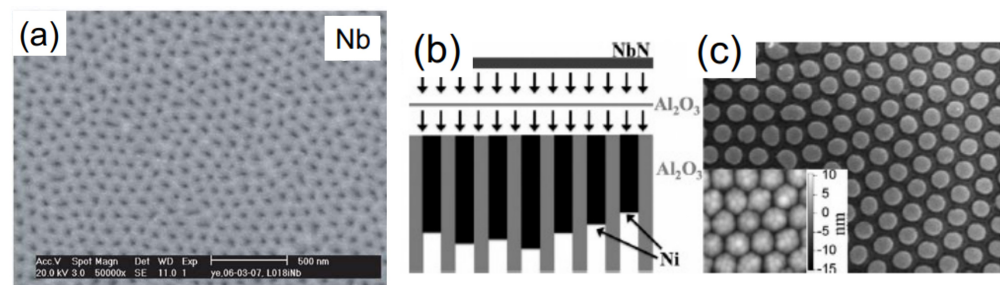 (a)
Nb
Acc.V Spot Magn Det WD Exp
20.0 kV 3.0 50000x SE 11.0 1
500 nm
ye.06-03-07, L018iNb
(b)
NbN
Al₂O₃
Al₂O₃
Ni
(c)
10
5
0
-5
-10
-15
nm